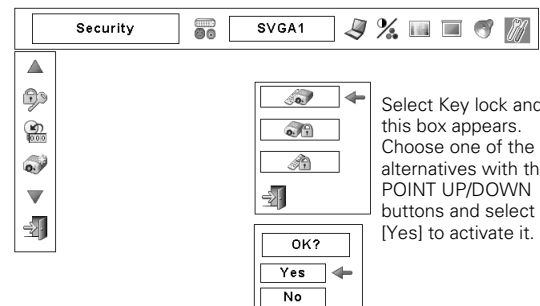 Security
SVGA1
Select Key lock and
this box appears.
Choose one of the
alternatives with
POINT UP/DOWN
buttons and select
[Yes] to activate it.
OK?
Yes
No